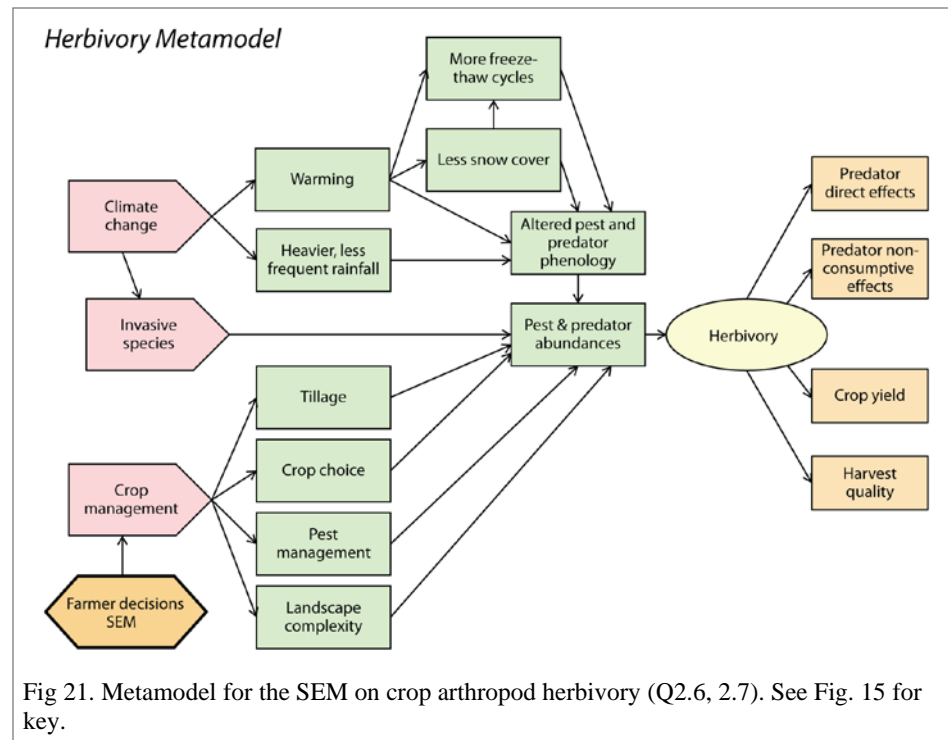 Herbivory Metamodel
More freeze-
thaw cycles
Less snow cover
Warming
Climate
change
Heavier, less
frequent rainfall
Altered pest and
predator
phenology
Invasive
species
Pest & predator
abundances
Herbivory
Predator
direct effects
Predator non-
consumptive
effects
Crop yield
Harvest
quality
Tillage
Crop choice
Crop
management
Pest
management
Farmer decisions
SEM
Landscape
complexity
Fig 21. Metamodel for the SEM on crop arthropod herbivory (Q2.6, 2.7). See Fig. 15 for
key.